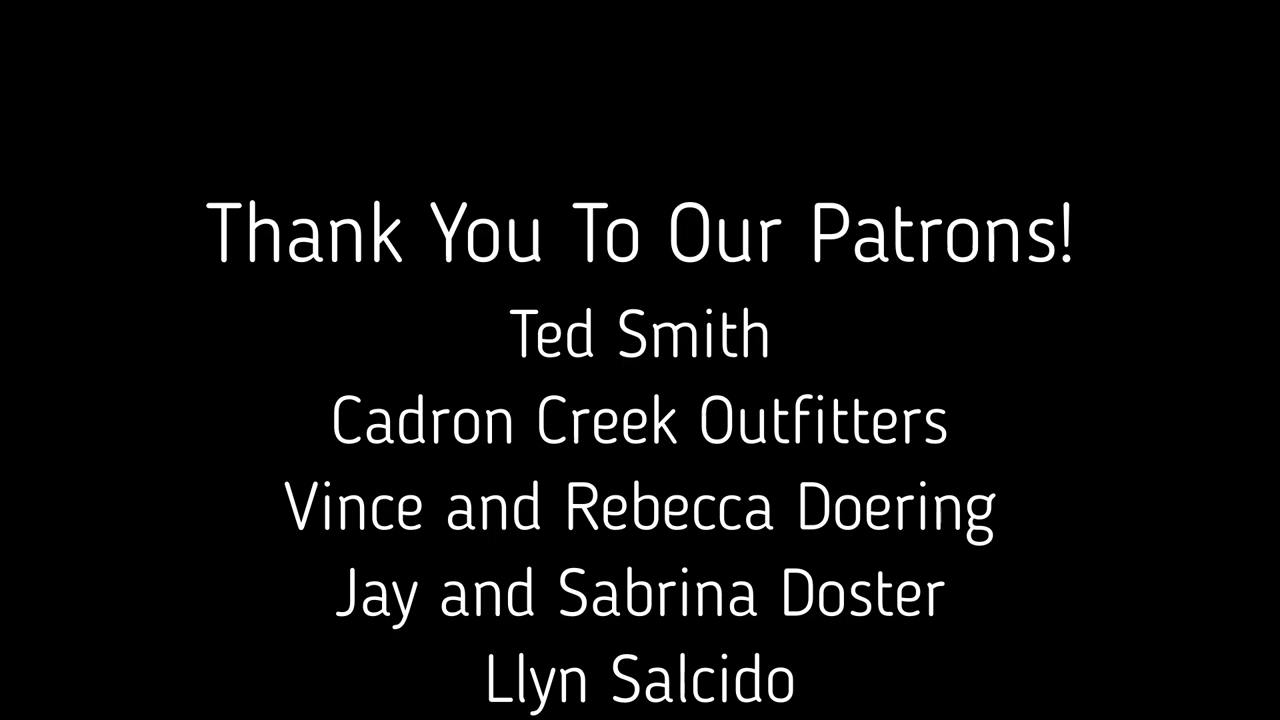 Thank You To Our Patrons!
Ted Smith
Cadron Creek Outfitters
Vince and Rebecca Doering
Jay and Sabrina Doster
Llyn Salcido